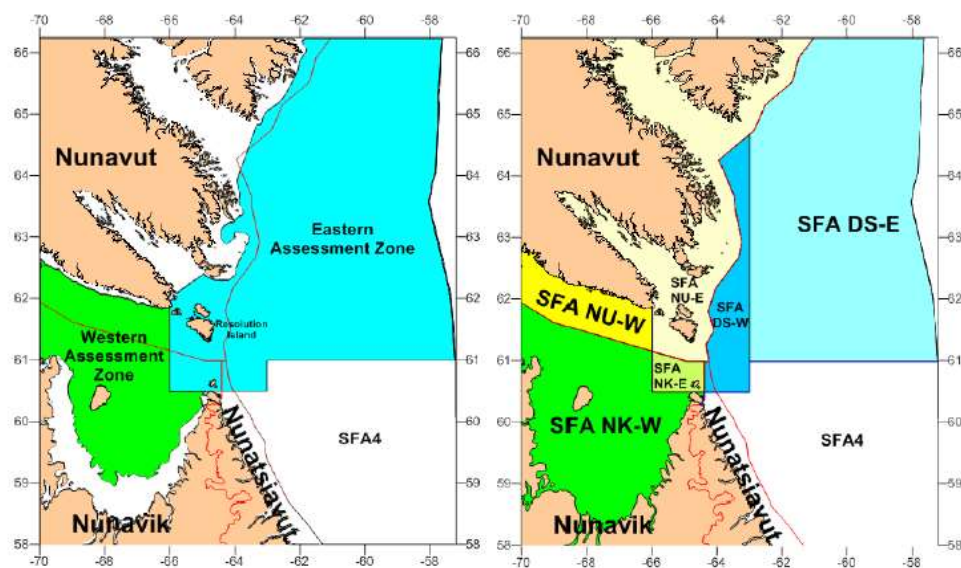 -70 -68 -66 -64 -62 -60 -58
66
65
64
63
62
61
60
59
58
Nunavut
Eastern
Assessment Zone
Resolution
Island
Western
Assessment
Zone
SFA4
Nunatsiavut
Nunavik
-70 -68 -66 -64 -62 -60 -58
-70 -68 -66 -64 -62 -60 -58
Nunavut
SFA DS-E
SFA
NU-E
SFA NU-W
SFA
DS-W
SFA
NK-E
SFA NK-W
SFA4
Nunatsiavut
Nunavik
66
65
64
63
62
61
60
59
58
-70 -68 -66 -64 -62 -60 -58